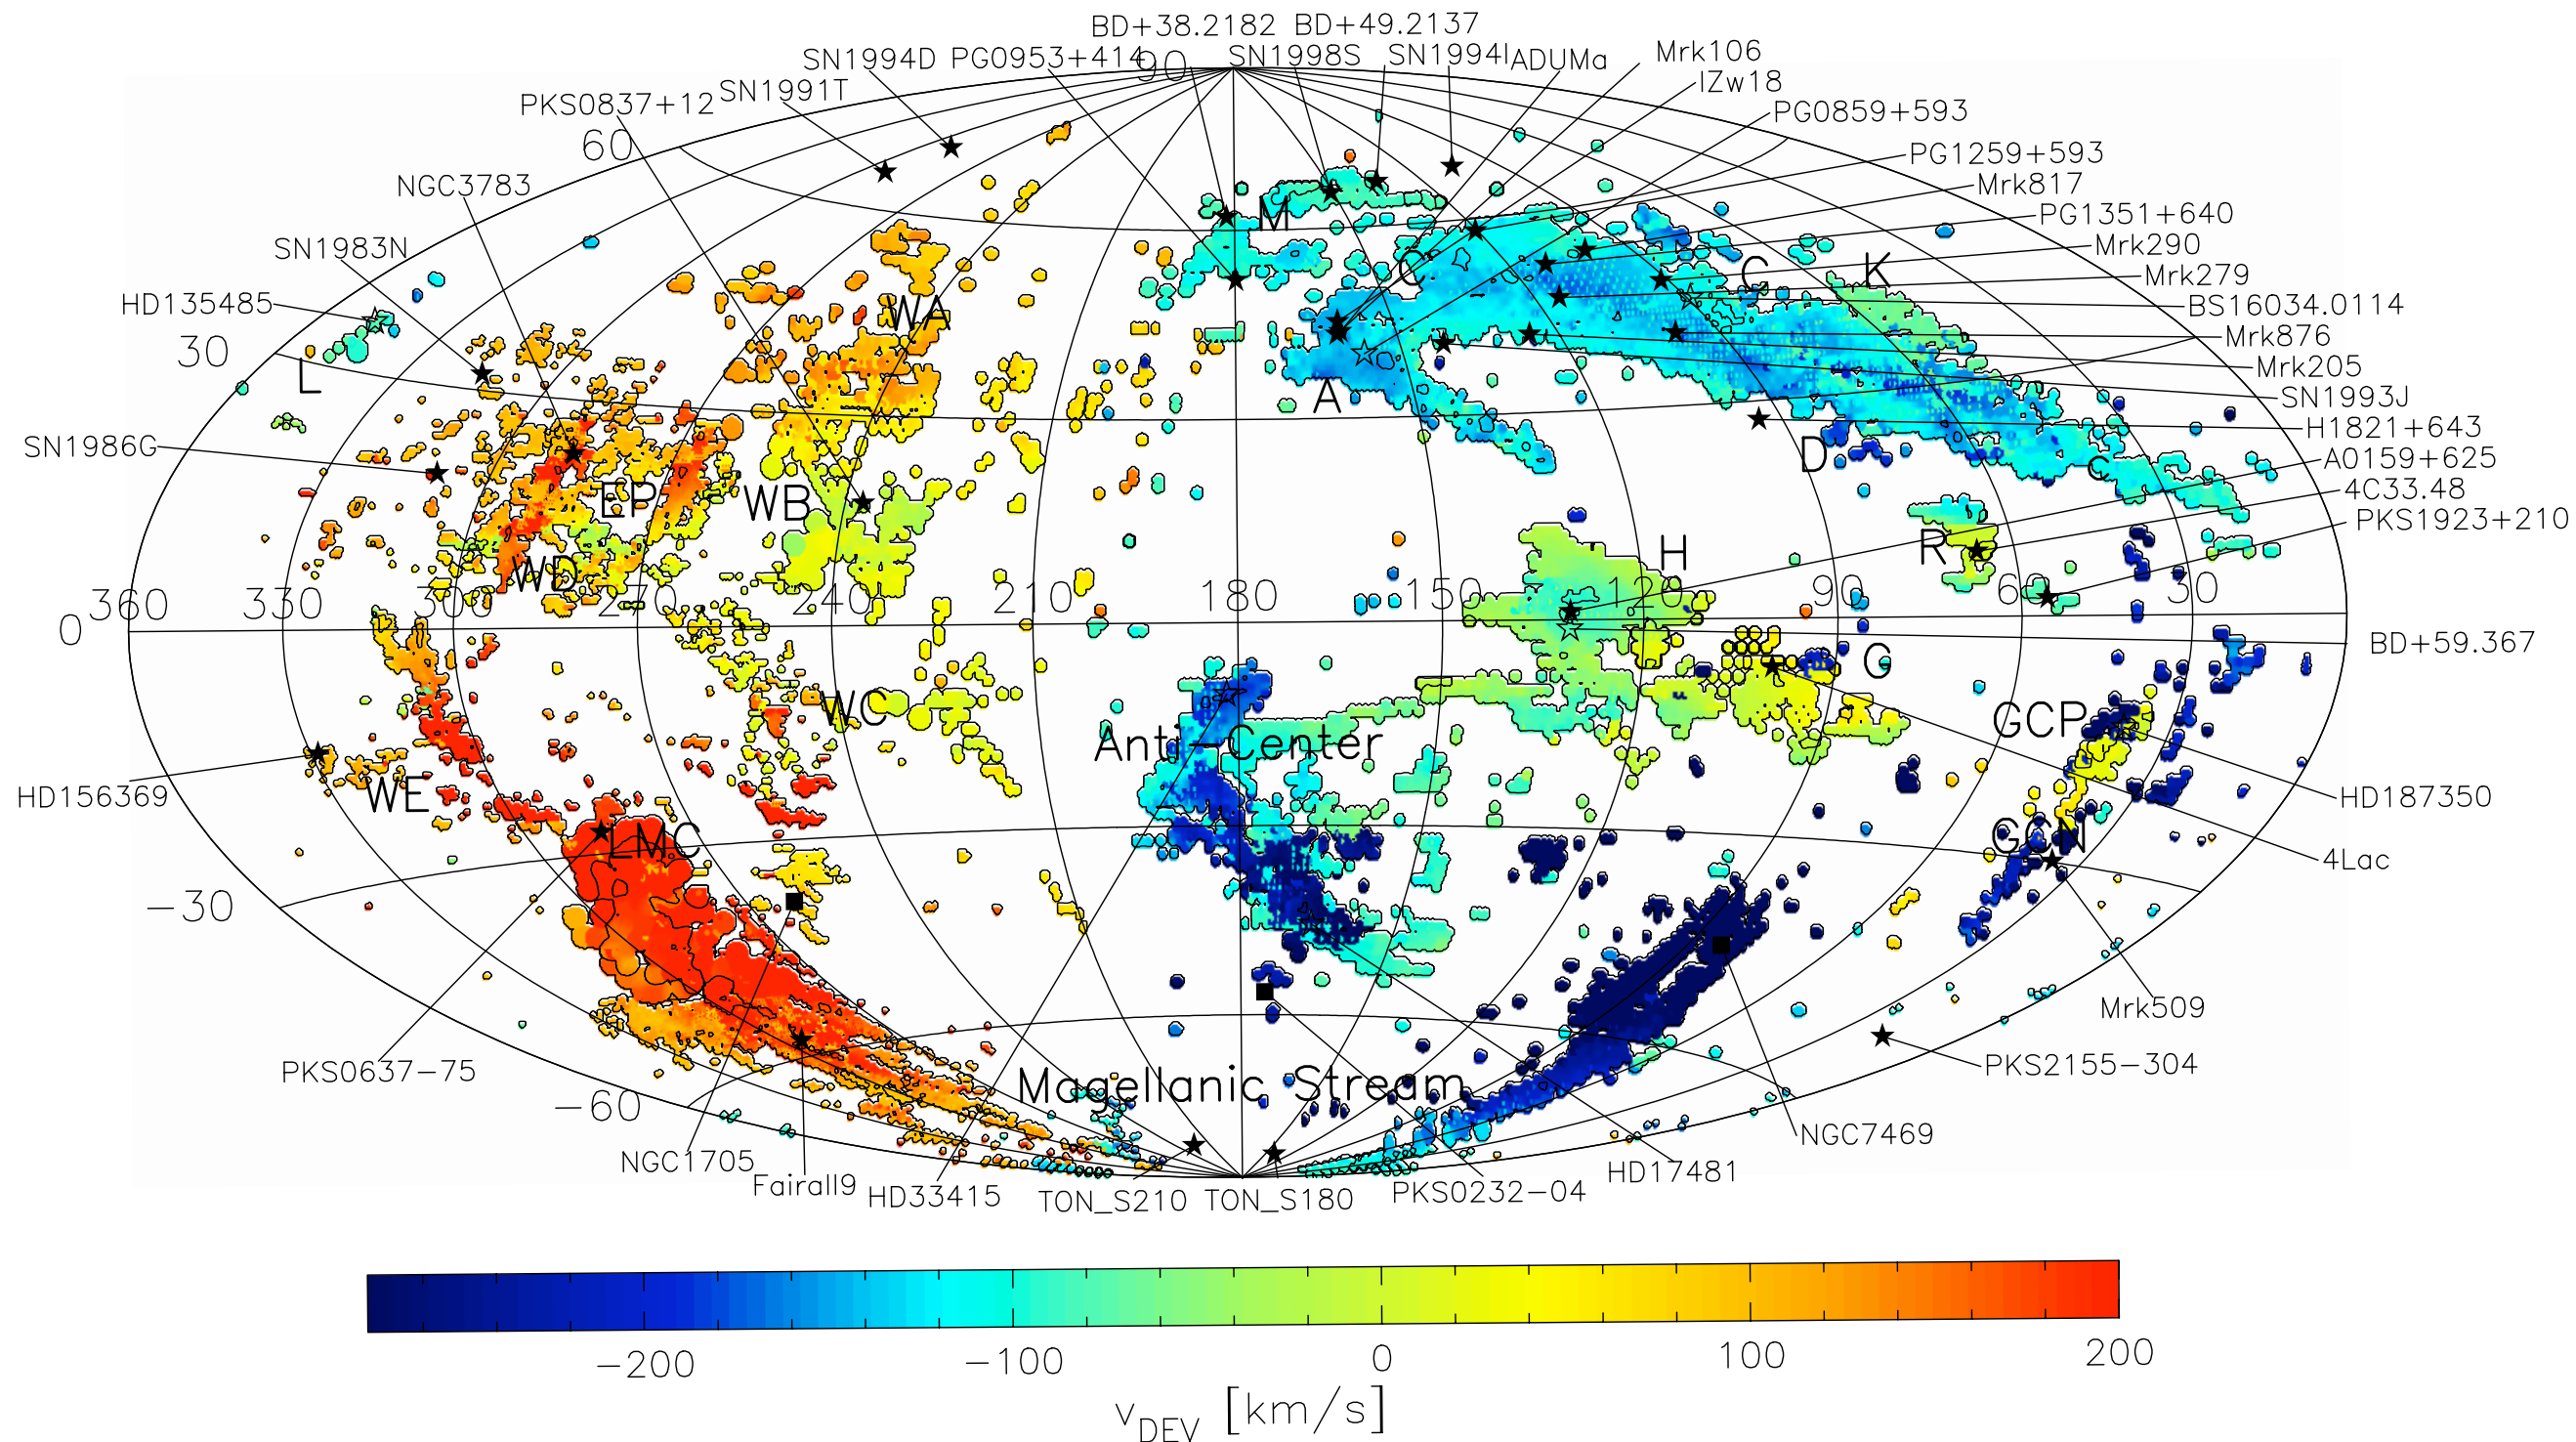 BD+38.2182 BD+49.2137
SN1994D PG0953+414 90 SN1998S SN1994I ADUMa Mrk106
SN1991T IZw18
PKS0837+12 PG0859+593
60
PG1259+593
NGC3783 Mrk817
M PG1351+640
SN1983N Mrk290
C C K Mrk279
HD135485 BS16034.0114
WA Mrk876
30
Mrk205
L A SN1993J
SN1986G D H1821+643
C A0159+625
EP WB 4C33.48
PKS1923+210
WD R H
360 330 300 270 240 210 180 150 120 90 60 30
0 BD+59.367
G
WC GCP
Anti-Center
HD156369 WE HD187350
LMC GCN 4Lac
-30
Mrk509
PKS0637-75 PKS2155-304
Magellanic Stream
-60
NGC1705 NGC7469
Fairall9 HD33415 TON_S210 TON_S180 PKS0232-04 HD17481
-200 -100 0 100 200
vDEV [km/s]